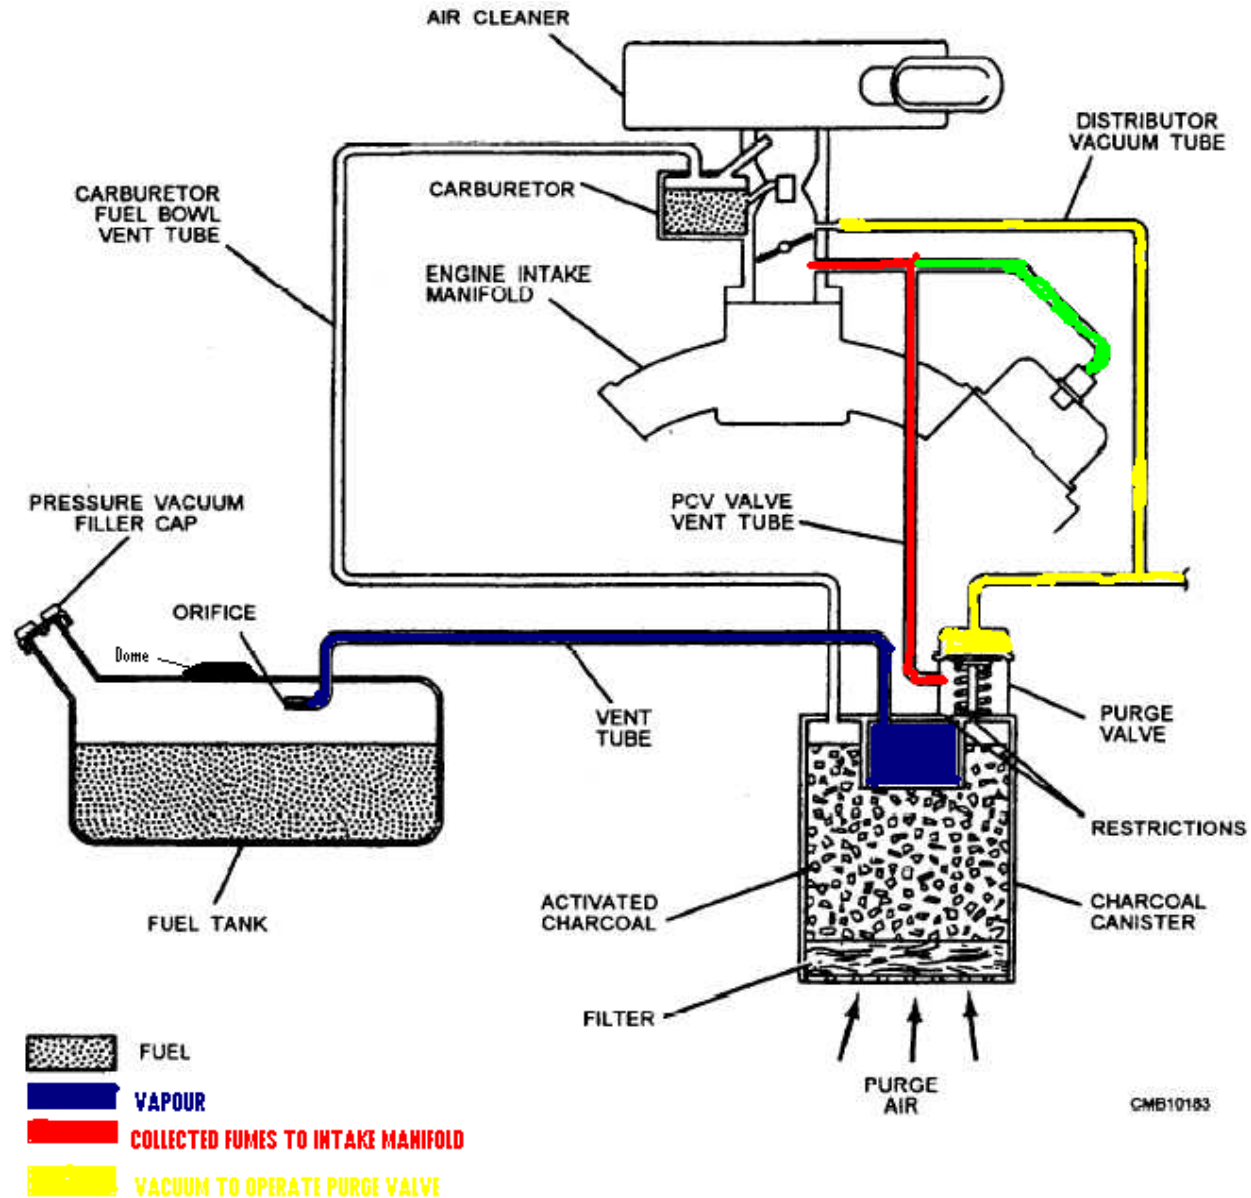 AIR CLEANER
DISTRIBUTOR
VACUUM TUBE
CARBURETOR
FUEL BOWL
VENT TUBE
CARBURETOR
ENGINE INTAKE
MANIFOLD
PRESSURE VACUUM
FILLER CAP
PCV VALVE
VENT TUBE
ORIFICE
Dome
VENT
TUBE
PURGE
VALVE
RESTRICTIONS
FUEL TANK
ACTIVATED
CHARCOAL
CHARCOAL
CANISTER
FILTER
PURGE
AIR
CMB10183
FUEL
VAPOUR
COLLECTED FUMES TO INTAKE MANIFOLD
VACUUM TO OPERATE PURGE VALVE